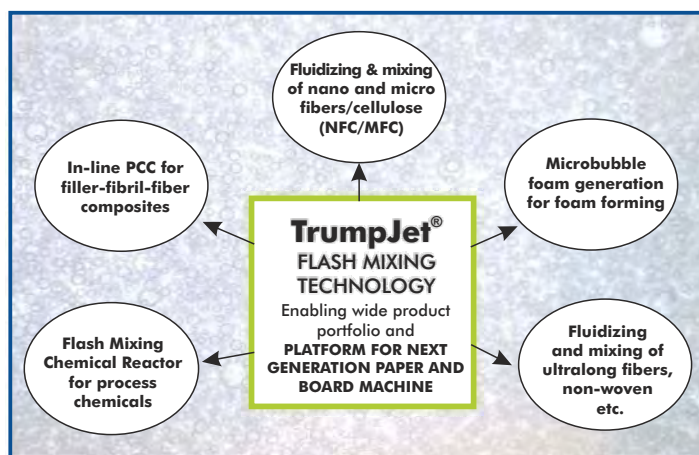 Fluidizing & mixing
of nano and micro
fibers/cellulose
(NFC/MFC)
In-line PCC for
filler-fibril-fiber
composites
Microbubble
foam generation
for foam forming
TrumpJet®
FLASH MIXING
TECHNOLOGY
Enabling wide product
portfolio and
PLATFORM FOR NEXT
GENERATION PAPER AND
BOARD MACHINE
Flash Mixing
Chemical Reactor
for process
chemicals
Fluidizing
and mixing of
ultralong fibers,
non-woven
etc.